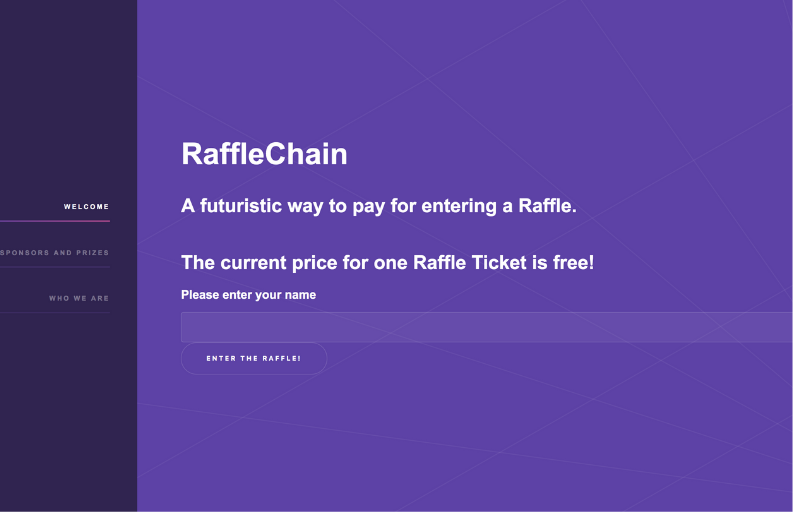 WELCOME
SPONSORS AND PRIZES
WHO WE ARE
RaffleChain
A futuristic way to pay for entering a Raffle.
The current price for one Raffle Ticket is free!
Please enter your name
ENTER THE RAFFLE!